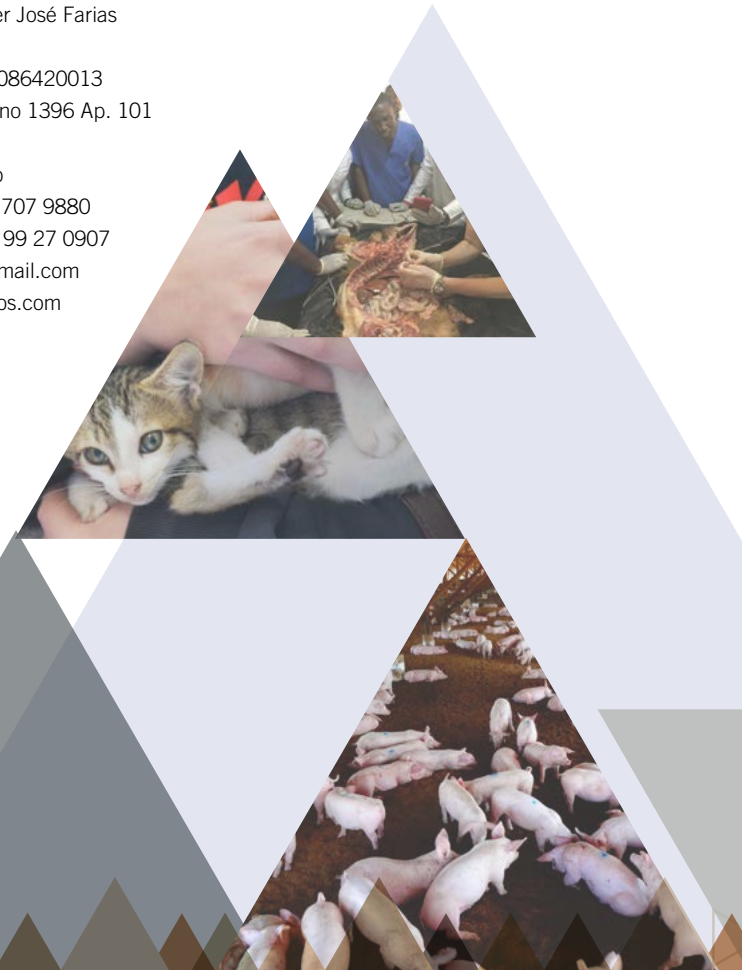 er José Farias
086420013
no 1396 Ap. 101
o
707 9880
99 27 0907
mail.com
os.com